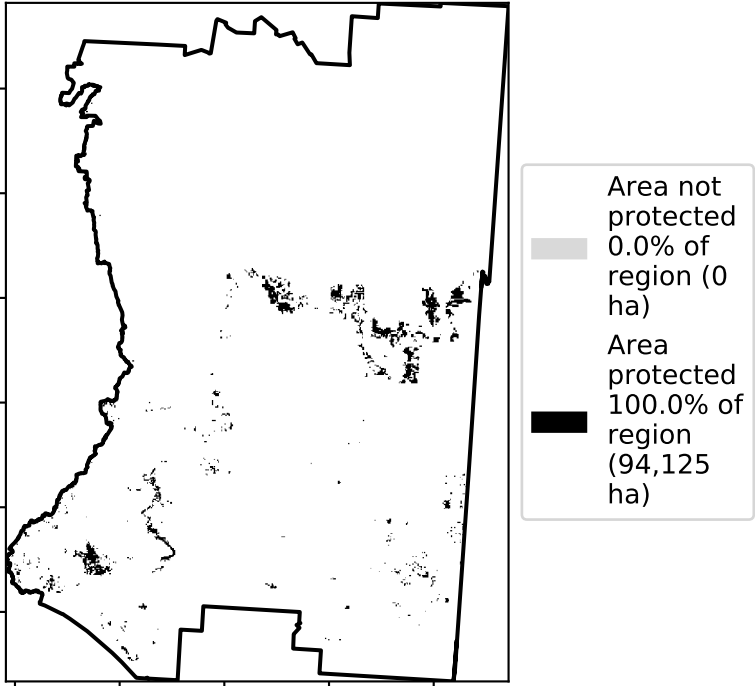 Area not
protected
0.0% of
region (0
ha)
Area
protected
100.0% of
region
(94,125
ha)